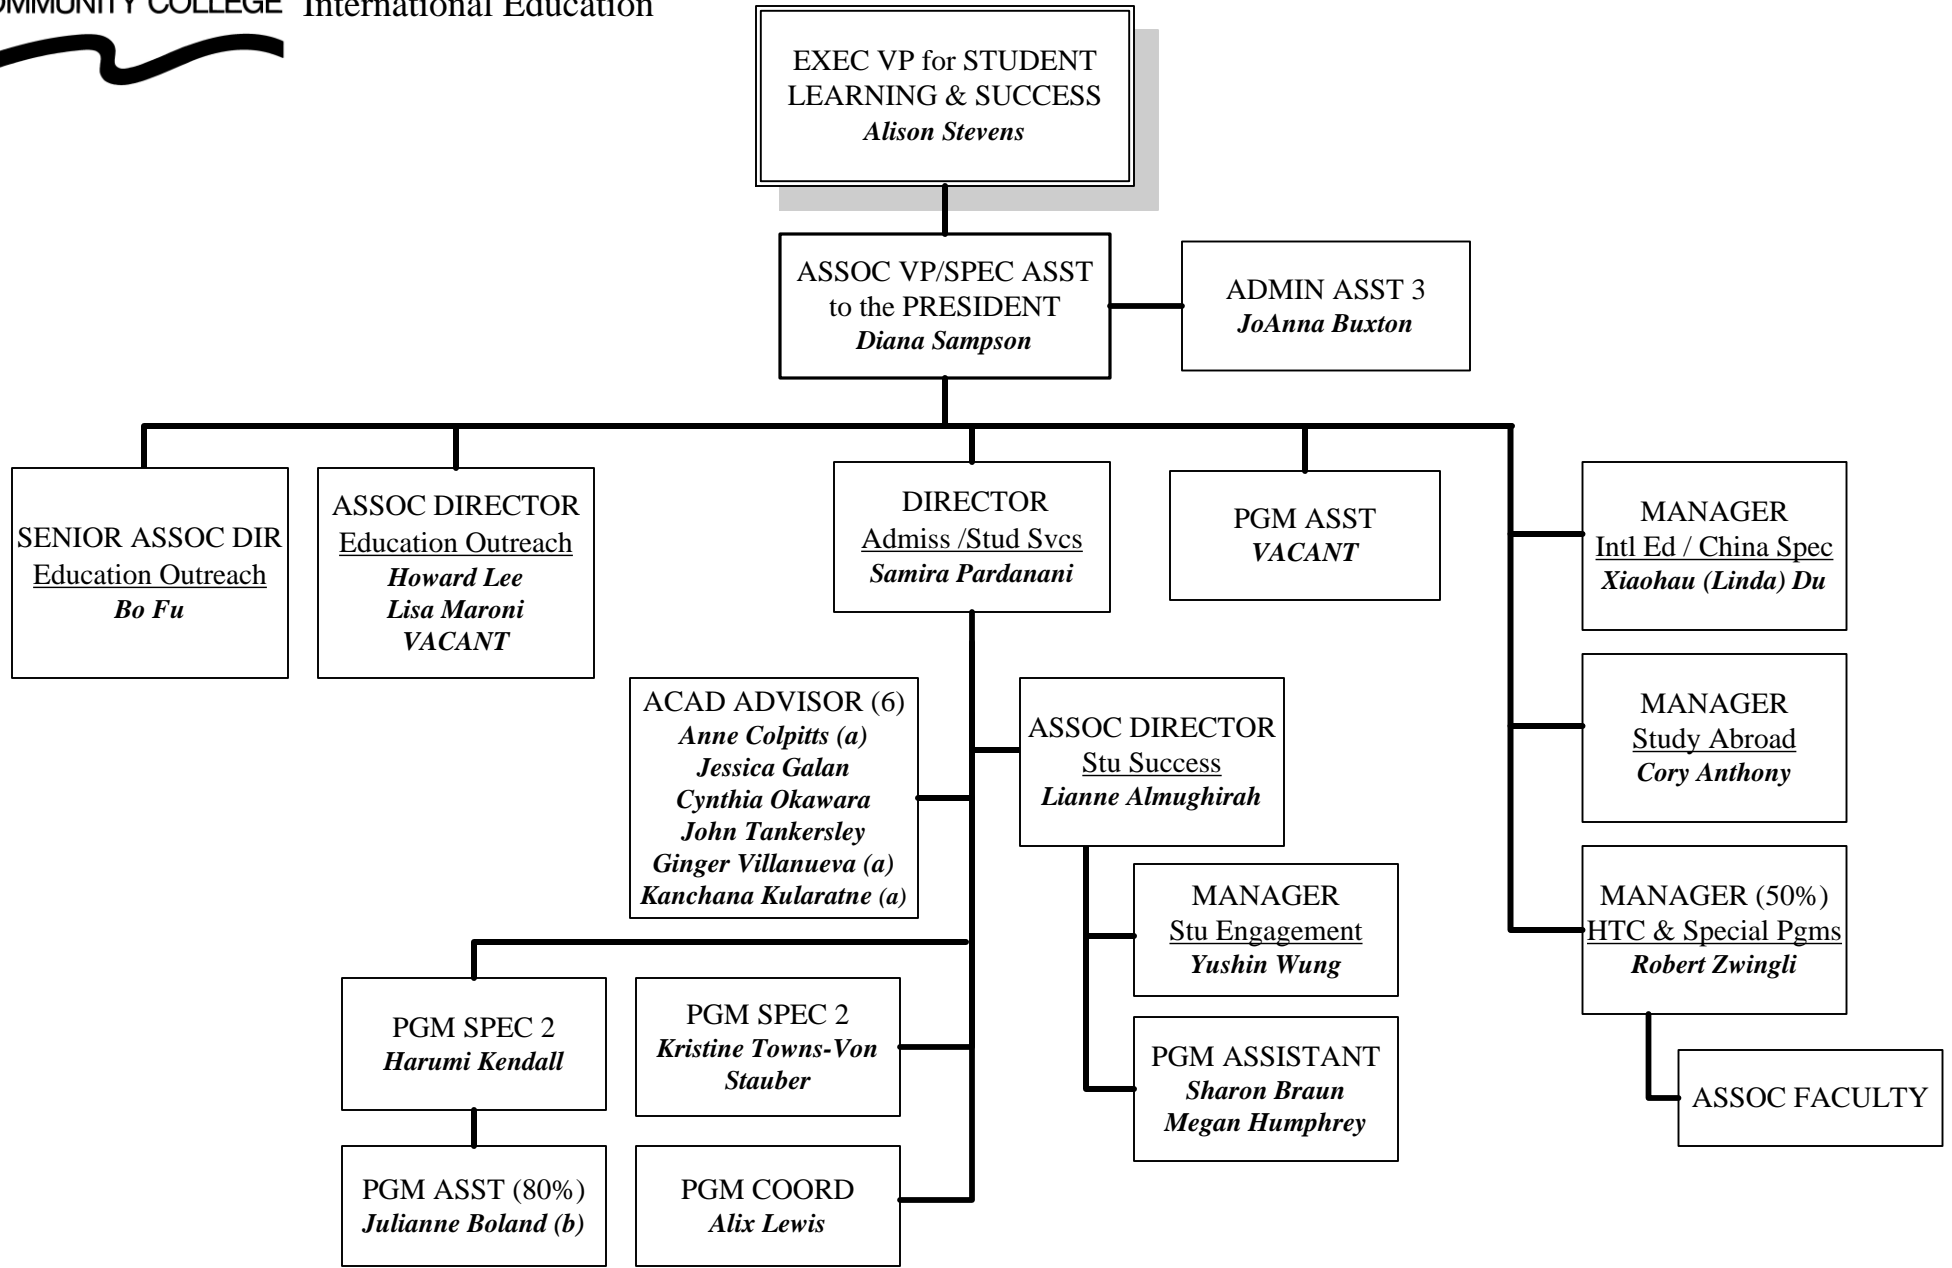 COMMUNITY COLLEGE International Education
EXEC VP for STUDENT
LEARNING & SUCCESS
Alison Stevens
ASSOC VP/SPEC ASST
to the PRESIDENT
Diana Sampson
ADMIN ASST 3
JoAnna Buxton
SENIOR ASSOC DIR
Education Outreach
Bo Fu
ASSOC DIRECTOR
Education Outreach
Howard Lee
Lisa Maroni
VACANT
DIRECTOR
Admiss /Stud Svcs
Samira Pardanani
PGM ASST
VACANT
MANAGER
Intl Ed / China Spec
Xiaohau (Linda) Du
MANAGER
Study Abroad
Cory Anthony
MANAGER (50%)
HTC & Special Pgms
Robert Zwingli
ASSOC FACULTY
ACAD ADVISOR (6)
Anne Colpitts (a)
Jessica Galan
Cynthia Okawara
John Tankersley
Ginger Villanueva (a)
Kanchana Kularatne (a)
ASSOC DIRECTOR
Stu Success
Lianne Almughirah
MANAGER
Stu Engagement
Yushin Wung
PGM ASSISTANT
Sharon Braun
Megan Humphrey
PGM SPEC 2
Harumi Kendall
PGM SPEC 2
Kristine Towns-Von
Stauber
PGM ASST (80%)
Julianne Boland (b)
PGM COORD
Alix Lewis